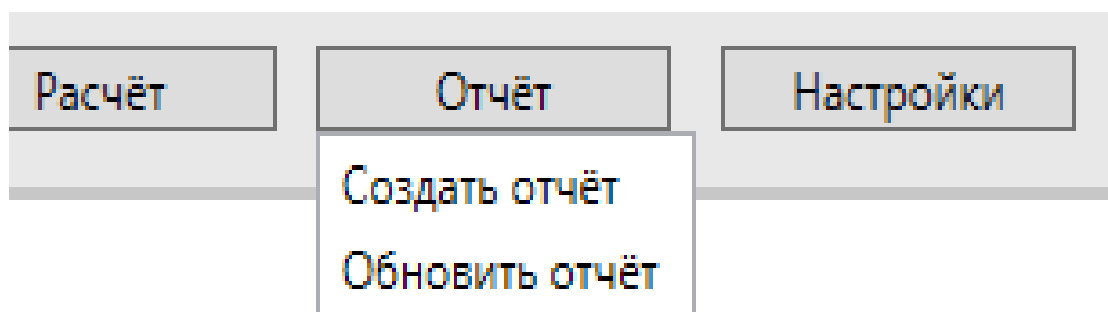 Расчёт Отчёт Настройки
Создать отчёт
Обновить отчёт